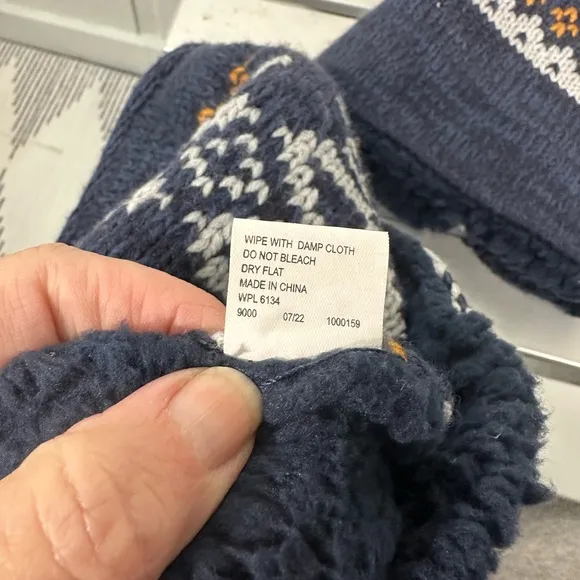 WIPE WITH DAMP CLOTH
DO NOT BLEACH
DRY FLAT
MADE IN CHINA
WPL 6134
9000 07/22 1000159